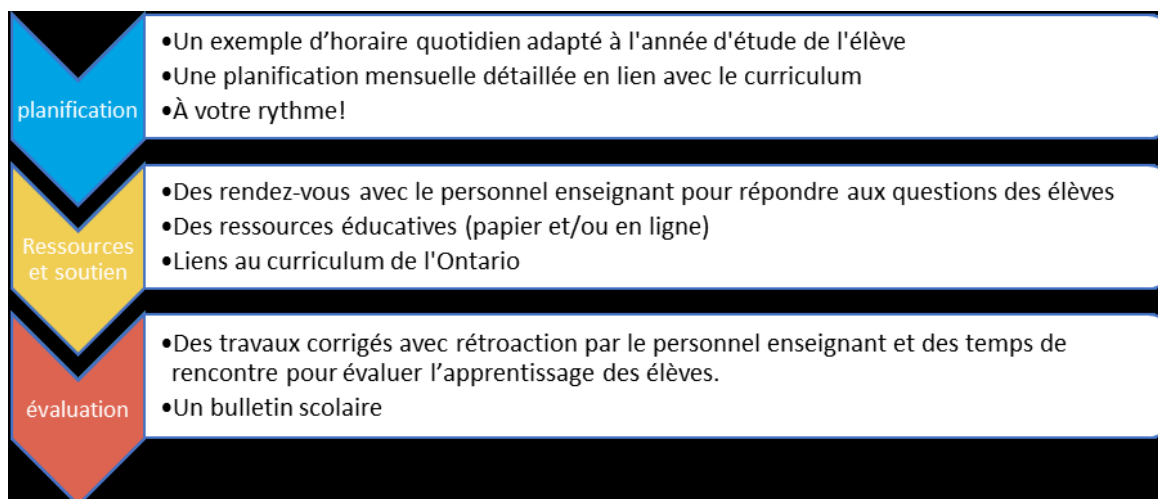 planification
•Un exemple d’horaire quotidien adapté à l'année d'étude de l'élève
•Une planification mensuelle détaillée en lien avec le curriculum
•À votre rythme!
Ressources
et soutien
•Des rendez-vous avec le personnel enseignant pour répondre aux questions des élèves
•Des ressources éducatives (papier et/ou en ligne)
•Liens au curriculum de l'Ontario
évaluation
•Des travaux corrigés avec rétroaction par le personnel enseignant et des temps de
rencontre pour évaluer l’apprentissage des élèves.
•Un bulletin scolaire